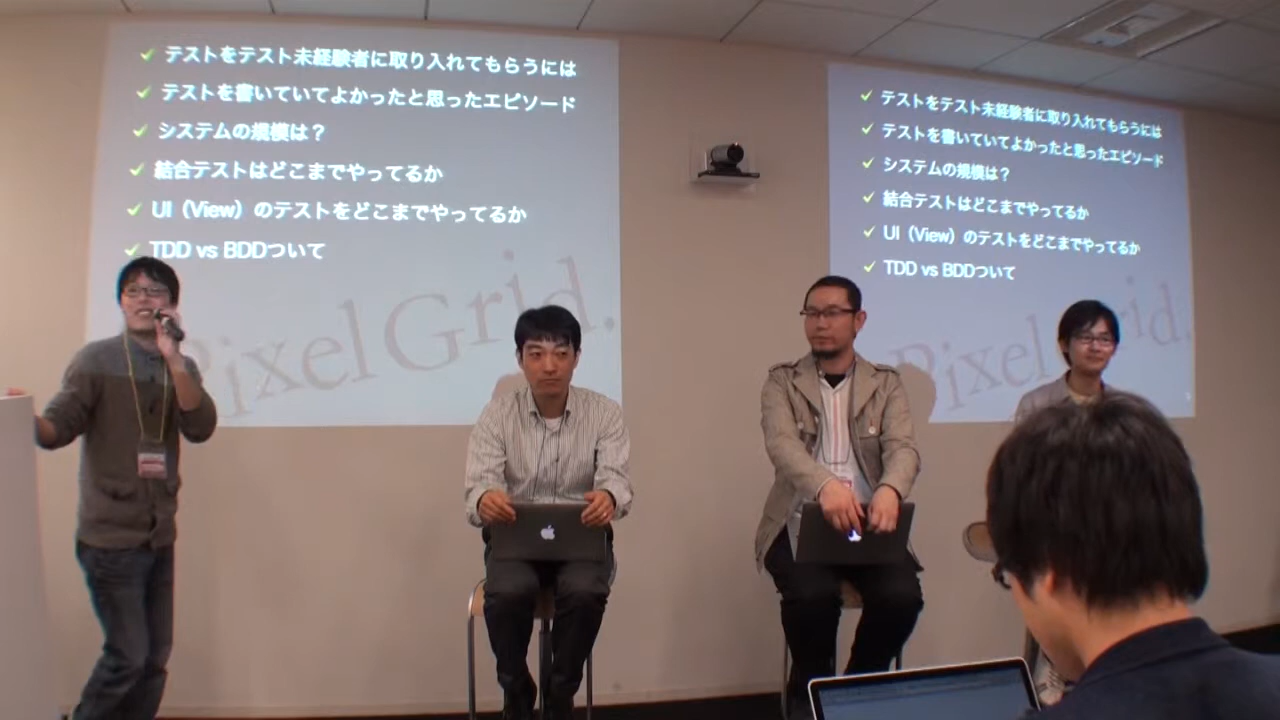 テストをテスト未経験者に取り入れてもらうには
テストを書いていてよかったと思ったエピソード
システムの規模は？
結合テストはどこまでやってるか
UI（View）のテストをどこまでやってるか
TDD vs BDDついて
Pixel Grid.
テストをテスト未経験者に取り入れてもらうには
テストを書いていてよかったと思ったエピソード
システムの規模は？
結合テストはどこまでやってるか
UI（View）のテストをどこまでやってるか
TDD vs BDDついて
Pixel Grid.